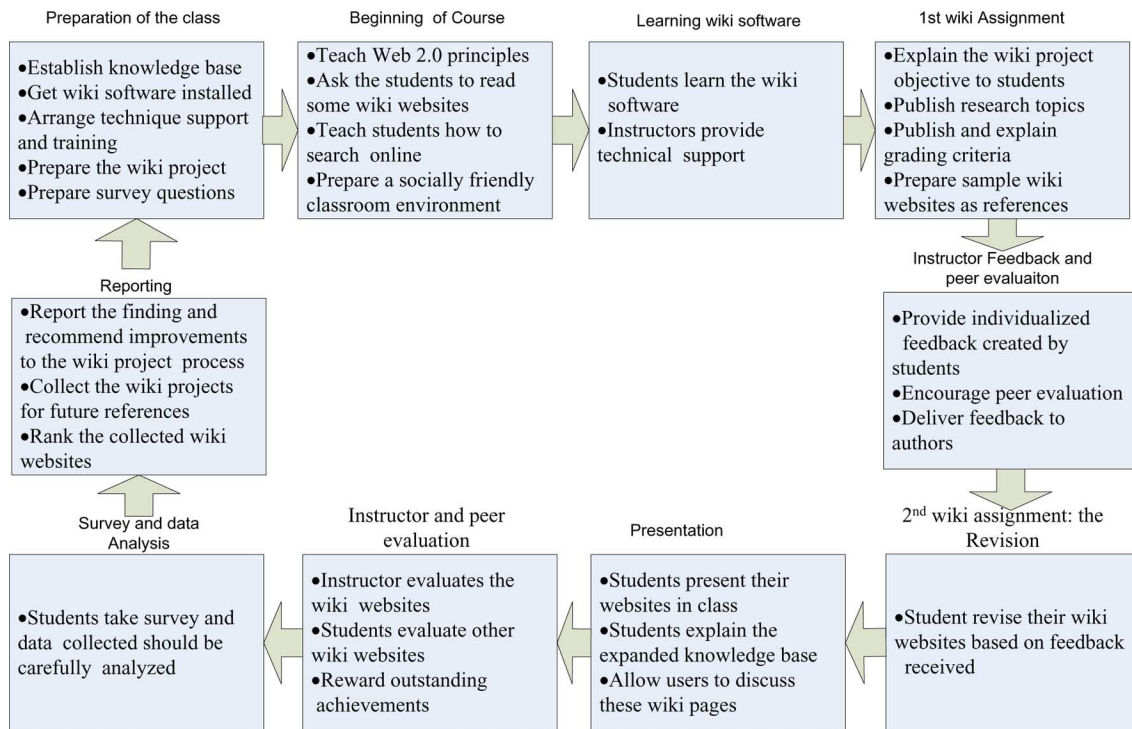 Preparation of the class
●Establish knowledge base
●Get wiki software installed
●Arrange technique support
and training
●Prepare the wiki project
●Prepare survey questions
Beginning of Course
●Teach Web 2.0 principles
●Ask the students to read
some wiki websites
●Teach students how to
search online
●Prepare a socially friendly
classroom environment
Learning wiki software
●Students learn the wiki
software
●Instructors provide
technical support
1st wiki Assignment
●Explain the wiki project
objective to students
●Publish research topics
●Publish and explain
grading criteria
●Prepare sample wiki
websites as references
Instructor Feedback and
peer evaluaiton
●Provide individualized
feedback created by
students
●Encourage peer evaluation
●Deliver feedback to
authors
2nd wiki assignment: the
Revision
●Student revise their wiki
websites based on feedback
received
Presentation
●Students present their
websites in class
●Students explain the
expanded knowledge base
●Allow users to discuss
these wiki pages
Instructor and peer
evaluation
●Instructor evaluates the
wiki websites
●Students evaluate other
wiki websites
●Reward outstanding
achievements
Survey and data
Analysis
●Students take survey and
data collected should be
carefully analyzed
Reporting
●Report the finding and
recommend improvements
to the wiki project process
●Collect the wiki projects
for future references
●Rank the collected wiki
websites